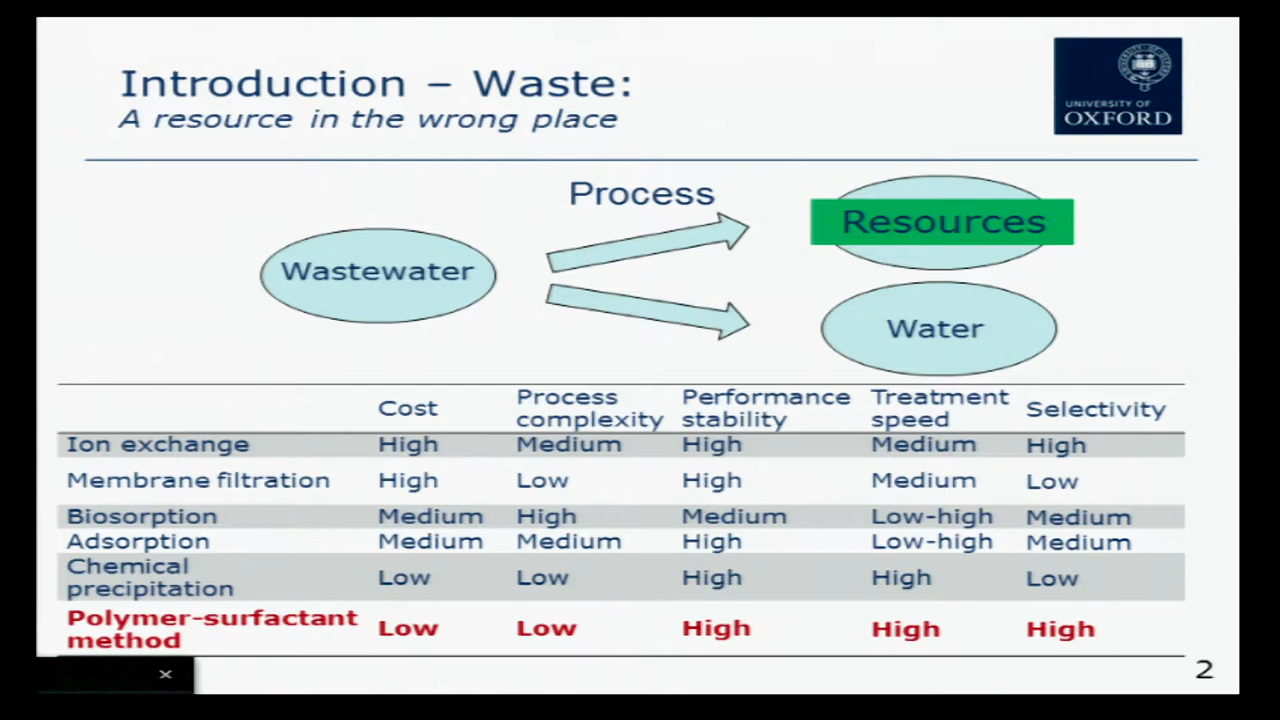 Introduction – Waste:
A resource in the wrong place
UNIVERSITY OF
OXFORD
Process
Wastewater
Resources
Water
Cost Process complexity Performance stability Treatment speed Selectivity
Ion exchange High Medium High Medium High
Membrane filtration High Low High Medium Low
Biosorption Medium High Medium Low-high Medium
Adsorption Medium Medium High Low-high Medium
Chemical precipitation Low Low High High Low
Polymer-surfactant method Low Low High High High
2